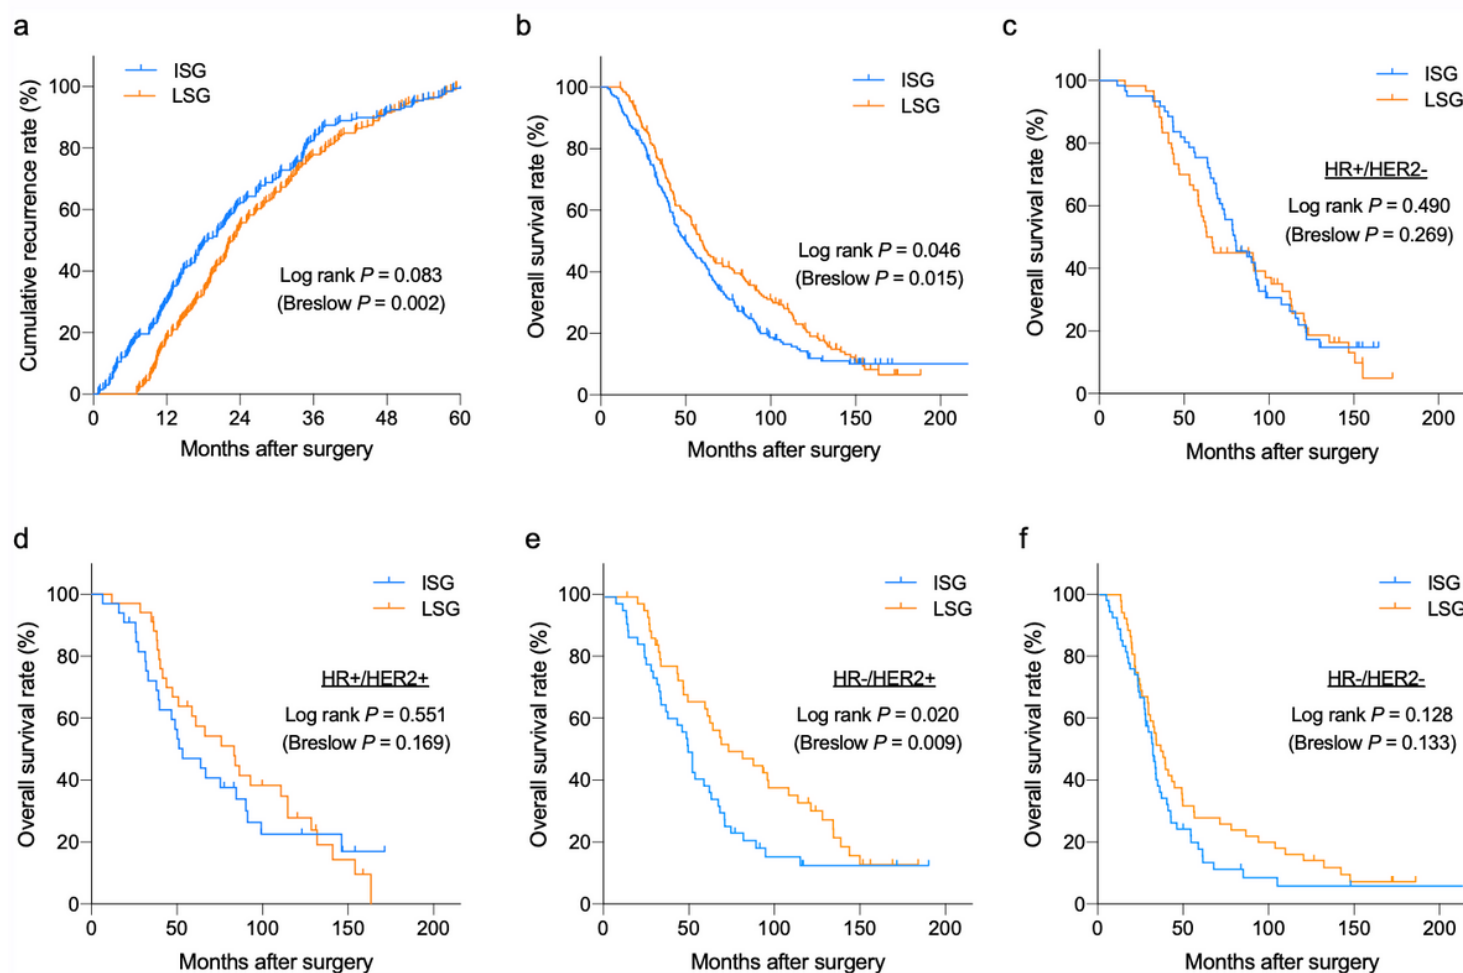 a
ISG
LSG
Cumulative recurrence rate (%)
100
80
60
40
20
0
Log rank P = 0.083
(Breslow P = 0.002)
0 12 24 36 48 60
Months after surgery
b
ISG
LSG
Overall survival rate (%)
100
80
60
40
20
0
Log rank P = 0.046
(Breslow P = 0.015)
0 50 100 150 200
Months after surgery
c
ISG
LSG
Overall survival rate (%)
100
80
60
40
20
0
HR+/HER2-
Log rank P = 0.490
(Breslow P = 0.269)
0 50 100 150 200
Months after surgery
d
ISG
LSG
Overall survival rate (%)
100
80
60
40
20
0
HR+/HER2+
Log rank P = 0.551
(Breslow P = 0.169)
0 50 100 150 200
Months after surgery
e
ISG
LSG
Overall survival rate (%)
100
80
60
40
20
0
HR-/HER2+
Log rank P = 0.020
(Breslow P = 0.009)
0 50 100 150 200
Months after surgery
f
ISG
LSG
Overall survival rate (%)
100
80
60
40
20
0
HR-/HER2-
Log rank P = 0.128
(Breslow P = 0.133)
0 50 100 150 200
Months after surgery